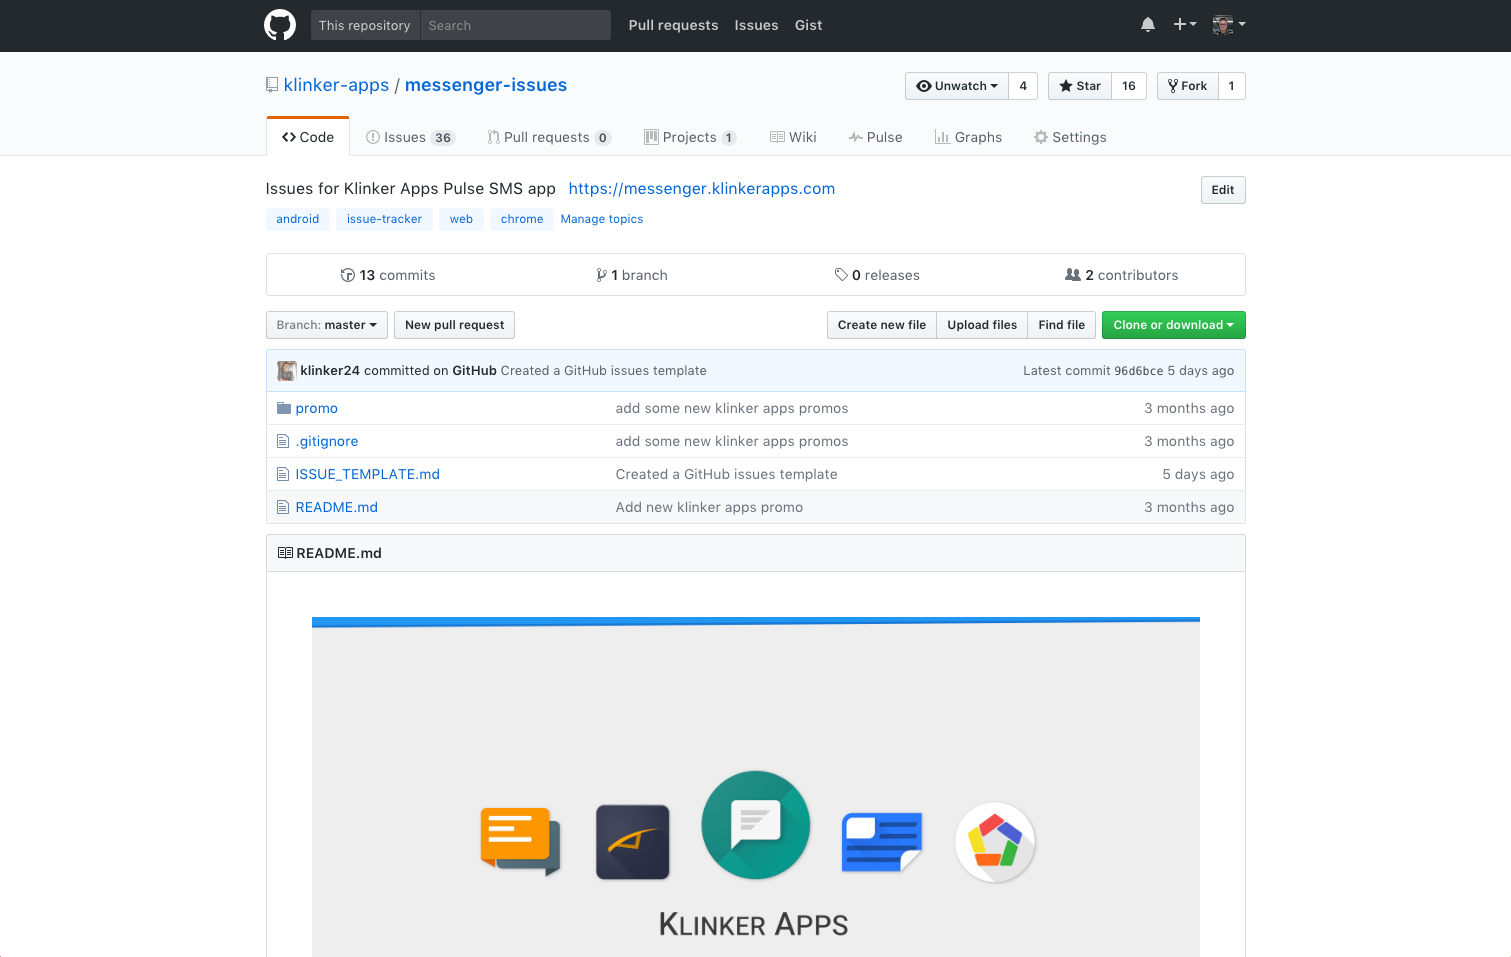 This repository Search Pull requests Issues Gist
klinker-apps / messenger-issues Unwatch 4 Star 16 Fork 1
Code Issues 36 Pull requests 0 Projects 1 Wiki Pulse Graphs Settings
Issues for Klinker Apps Pulse SMS app https://messenger.klinkerapps.com Edit
android issue-tracker web chrome Manage topics
13 commits 1 branch 0 releases 2 contributors
Branch: master New pull request Create new file Upload files Find file Clone or download
klinker24 committed on GitHub Created a GitHub issues template Latest commit 96d6bce 5 days ago
promo add some new klinker apps promos 3 months ago
.gitignore add some new klinker apps promos 3 months ago
ISSUE_TEMPLATE.md Created a GitHub issues template 5 days ago
README.md Add new klinker apps promo 3 months ago
README.md
KLINKER APPS